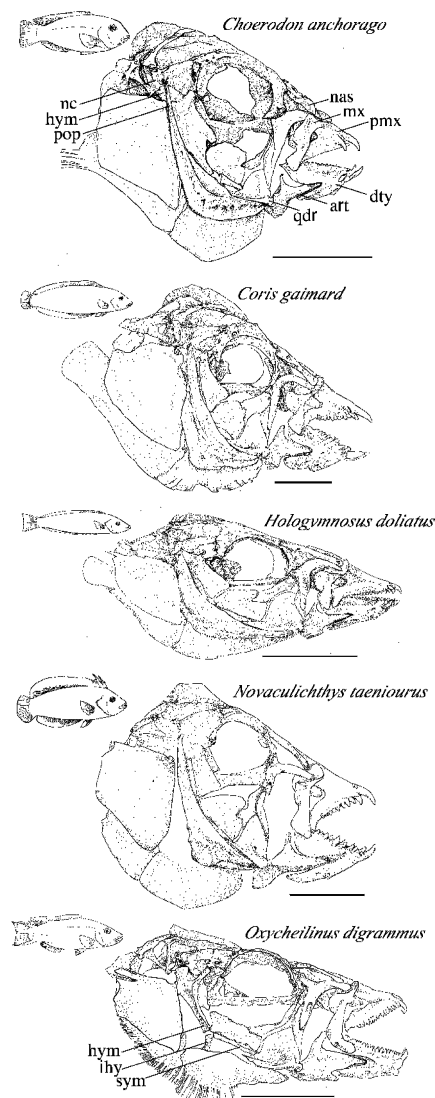 Choerodon anchorago
nc
hym
pop
nas
mx
pmx
dty
art
qdr
Coris gaimard
Hologymnosus doliatus
Novaculichthys taeniourus
Oxycheilinus digrammus
hym
ihy
sym